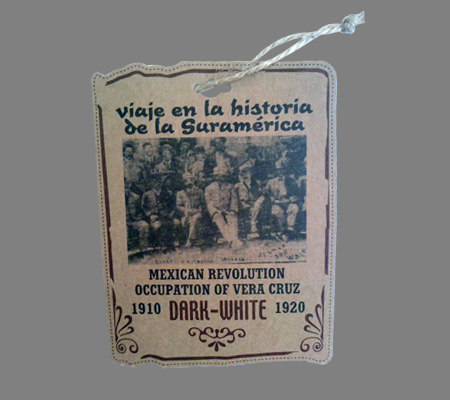 viaje en la historia
de la Suramérica
MEXICAN REVOLUTION
OCCUPATION OF VERA CRUZ
1910 DARK-WHITE 1920